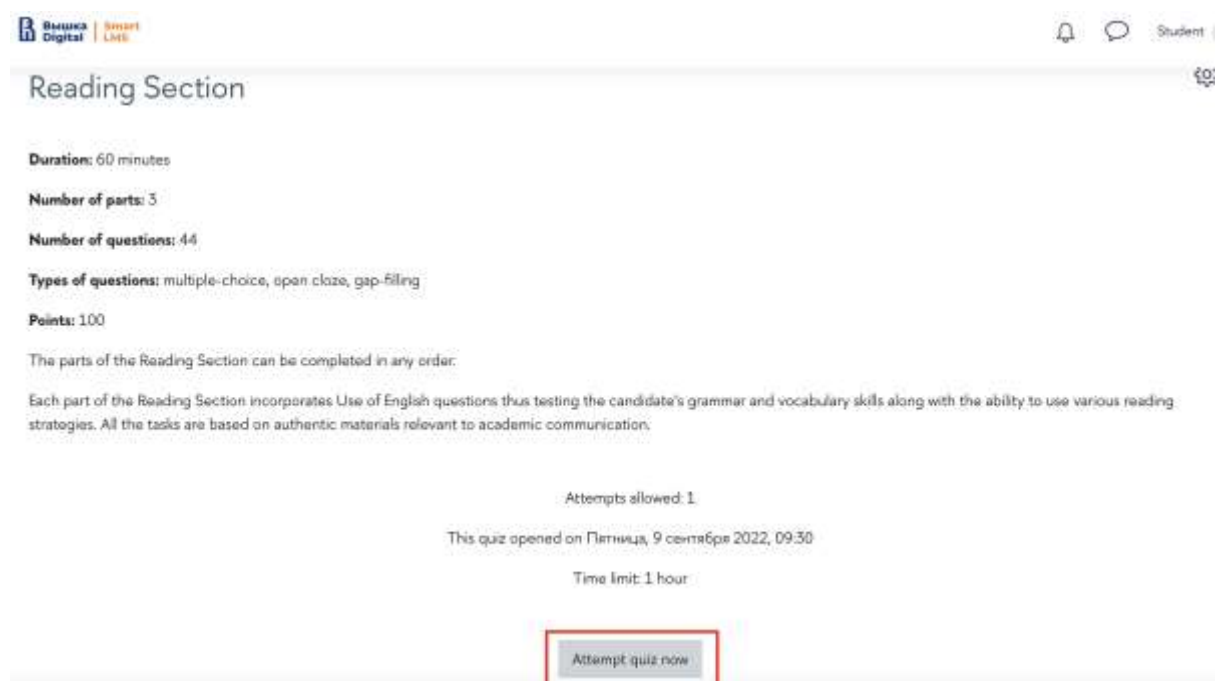 Вышка | Smart
Digital | LMS
Student
Reading Section
Duration: 60 minutes
Number of parts: 3
Number of questions: 44
Types of questions: multiple-choice, open cloze, gap-filling
Points: 100
The parts of the Reading Section can be completed in any order.
Each part of the Reading Section incorporates Use of English questions thus testing the candidate's grammar and vocabulary skills along with the ability to use various reading
strategies. All the tasks are based on authentic materials relevant to academic communication.
Attempts allowed: 1
This quiz opened on Пятница, 9 сентября 2022, 09:30
Time limit: 1 hour
Attempt quiz now